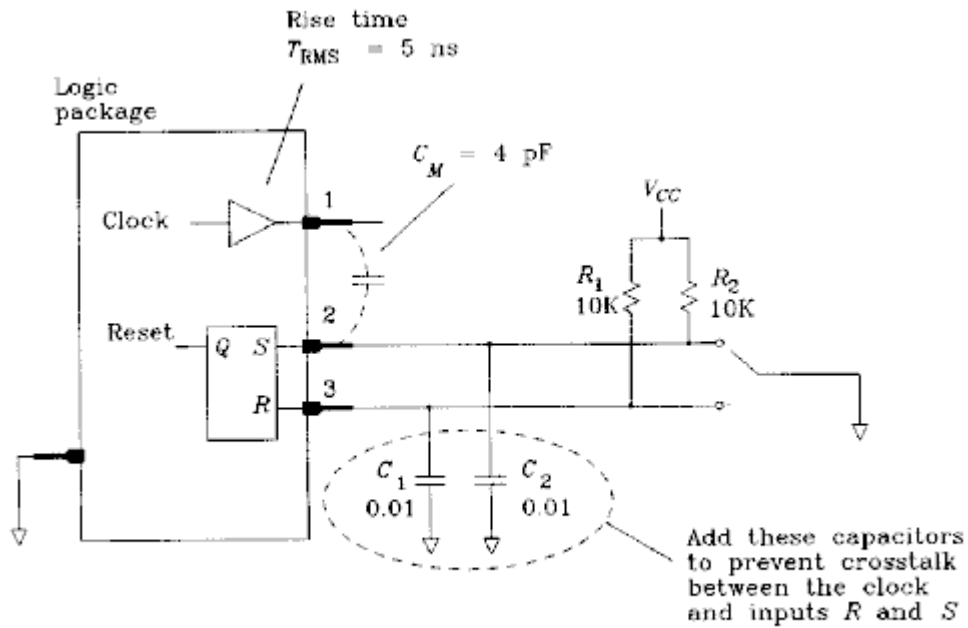 Rise time
T_RMS = 5 ns
Logic
package
C_M = 4 pF
1
Clock
V_CC
R_1
10K
R_2
10K
2
Reset
Q
S
3
R
C_1
0.01
C_2
0.01
Add these capacitors
to prevent crosstalk
between the clock
and inputs R and S